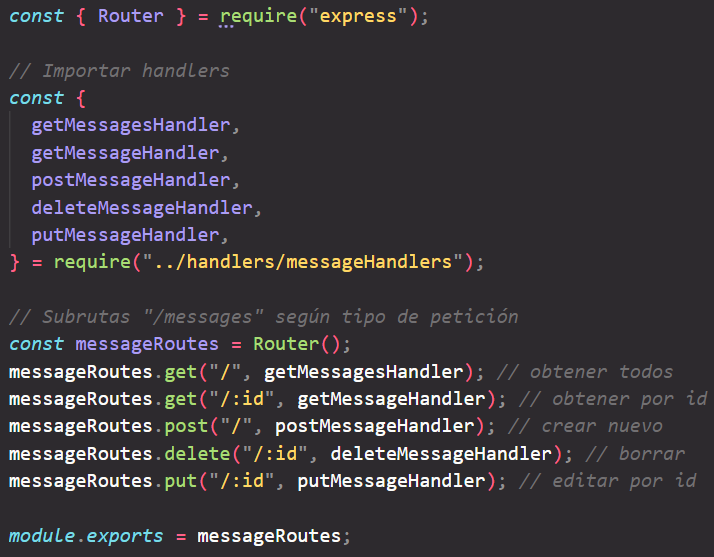 const { Router } = require("express");
// Importar handlers
const {
getMessagesHandler,
getMessageHandler,
postMessageHandler,
deleteMessageHandler,
putMessageHandler,
} = require("../handlers/messageHandlers");
// Subrutas "/messages" según tipo de petición
const messageRoutes = Router();
messageRoutes.get("/", getMessagesHandler); // obtener todos
messageRoutes.get("/:id", getMessageHandler); // obtener por id
messageRoutes.post("/", postMessageHandler); // crear nuevo
messageRoutes.delete("/:id", deleteMessageHandler); // borrar
messageRoutes.put("/:id", putMessageHandler); // editar por id
module.exports = messageRoutes;